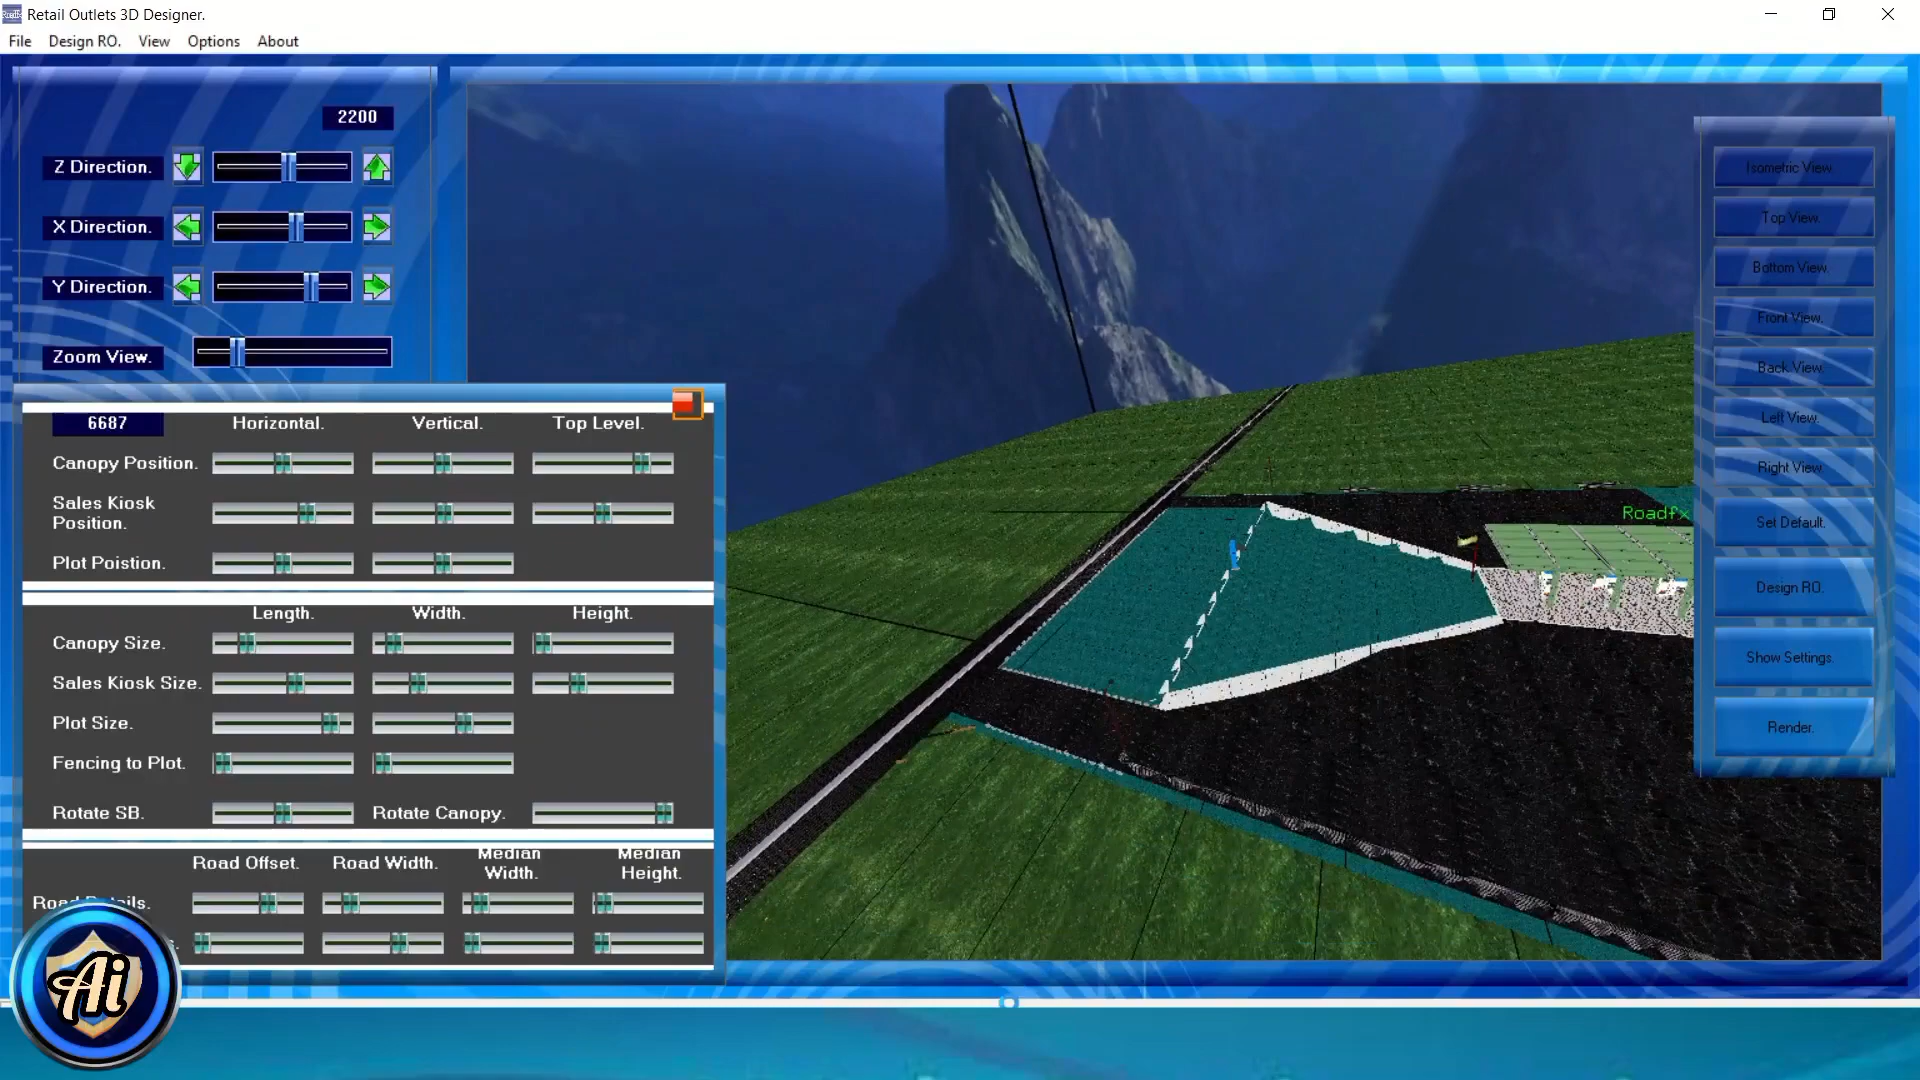 Retail Outlets 3D Designer.
File Design RO. View Options About
2200
Z Direction.
X Direction.
Y Direction.
Zoom View.
6687 Horizontal. Vertical. Top Level.
Canopy Position.
Sales Kiosk
Position.
Plot Poistion.
Length. Width. Height.
Canopy Size.
Sales Kiosk Size.
Plot Size.
Fencing to Plot.
Rotate SB. Rotate Canopy.
Road Offset. Road Width. Median
Width. Median
Height.
Road
Ai
Roadfx
Isometric View.
Top View.
Bottom View.
Front View.
Back View.
Left View.
Right View.
Set Default.
Design RO.
Show Settings.
Render.